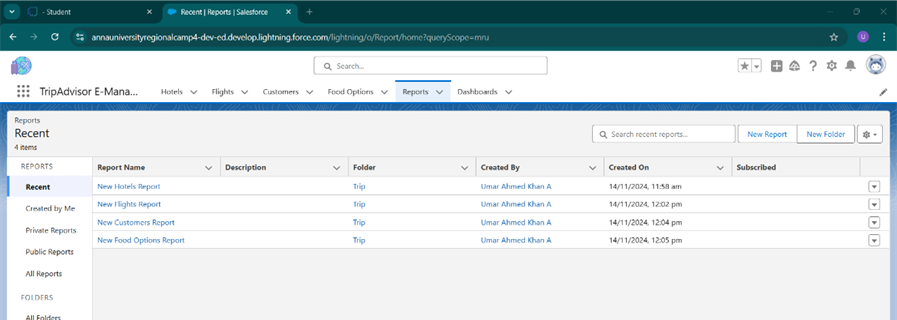 - Student
Recent | Reports | Salesforce
annauniversityregionalcamp4-dev-ed.develop.lightning.force.com/lightning/o/Report/home?queryScope=mru
U
Search...
TripAdvisor E-Mana... Hotels Flights Customers Food Options Reports Dashboards
Reports
Recent
4 items
Search recent reports...
New Report
New Folder
REPORTS
Recent
Created by Me
Private Reports
Public Reports
All Reports
FOLDERS
All Folders
Report Name Description Folder Created By Created On Subscribed
New Hotels Report Trip Umar Ahmed Khan A 14/11/2024, 11:58 am
New Flights Report Trip Umar Ahmed Khan A 14/11/2024, 12:02 pm
New Customers Report Trip Umar Ahmed Khan A 14/11/2024, 12:04 pm
New Food Options Report Trip Umar Ahmed Khan A 14/11/2024, 12:05 pm